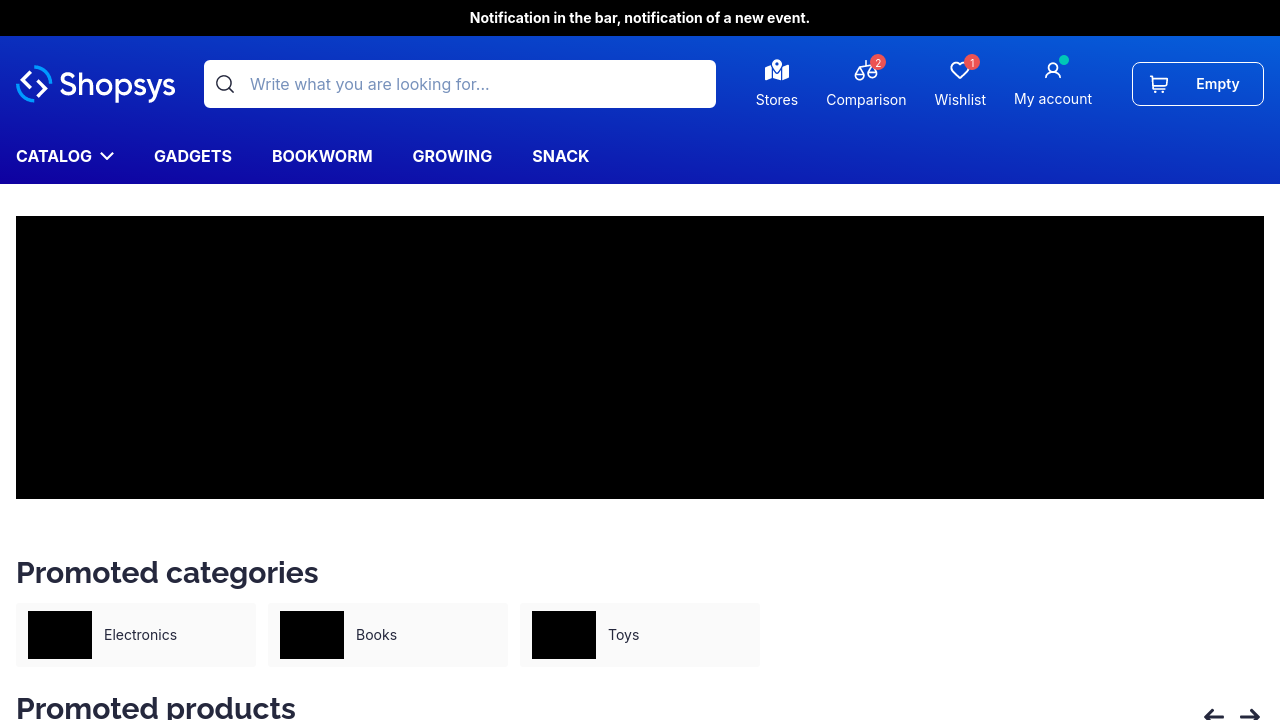 Notification in the bar, notification of a new event.
Shopsys
Write what you are looking for...
Stores
2
Comparison
1
Wishlist
My account
Empty
CATALOG
GADGETS
BOOKWORM
GROWING
SNACK
Promoted categories
Electronics
Books
Toys
Promoted products